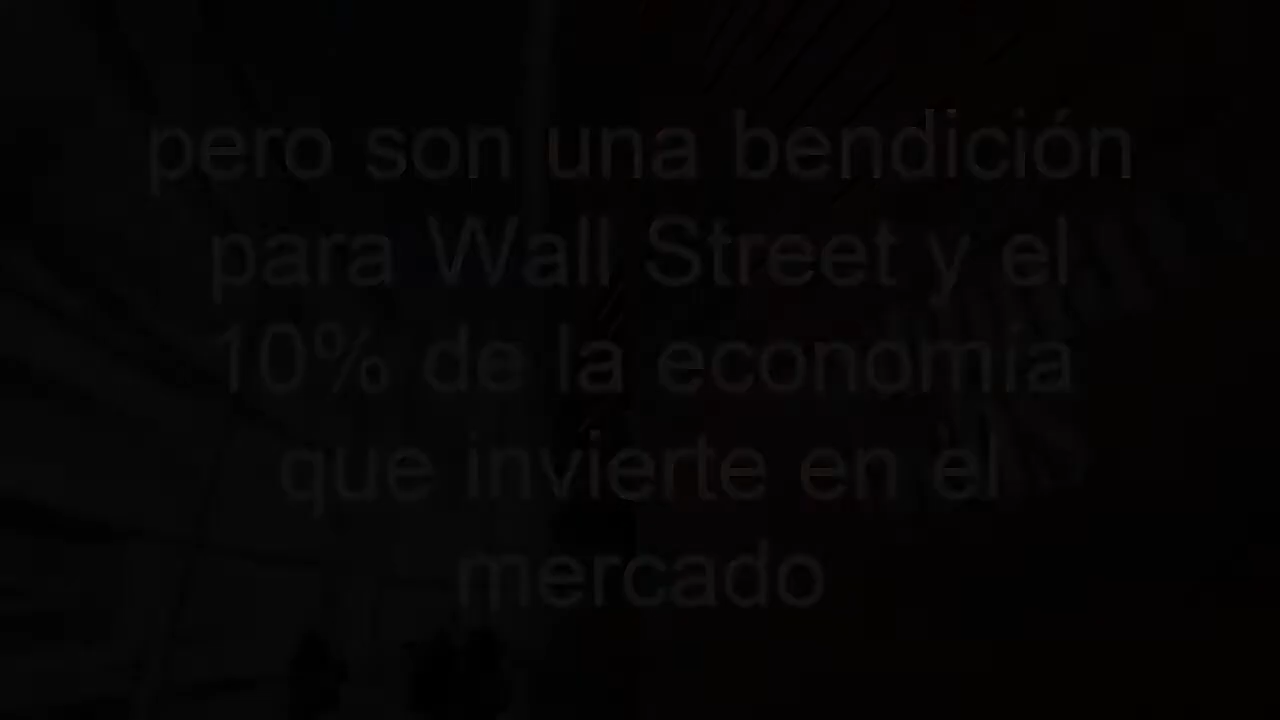 pero son una bendición
para Wall Street y el
10% de la economía
que invierte en el
mercado